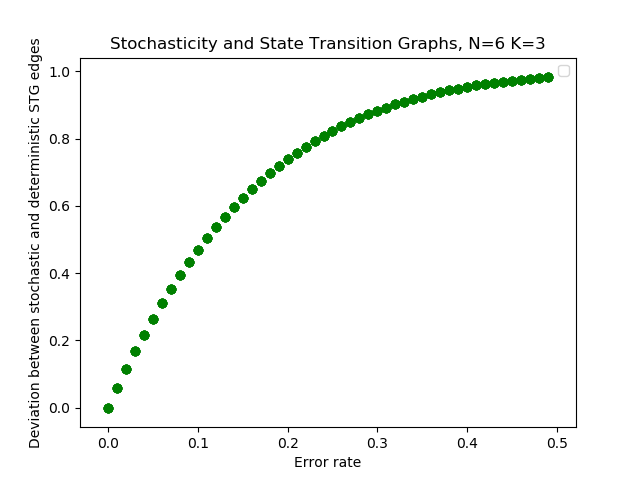 Stochasticity and State Transition Graphs, N=6 K=3
Deviation between stochastic and deterministic STG edges
1.0
0.8
0.6
0.4
0.2
0.0
0.0 0.1 0.2 0.3 0.4 0.5
Error rate